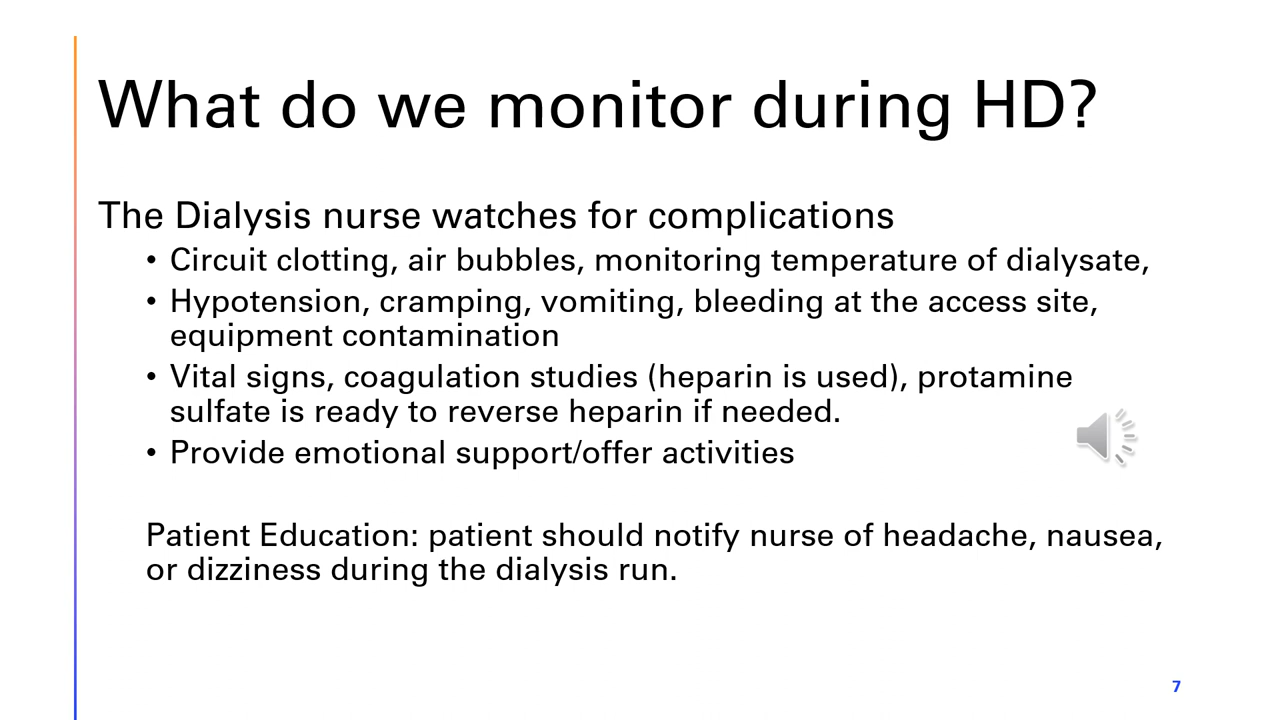 What do we monitor during HD?
The Dialysis nurse watches for complications
• Circuit clotting, air bubbles, monitoring temperature of dialysate,
• Hypotension, cramping, vomiting, bleeding at the access site,
equipment contamination
• Vital signs, coagulation studies (heparin is used), protamine
sulfate is ready to reverse heparin if needed.
• Provide emotional support/offer activities
Patient Education: patient should notify nurse of headache, nausea,
or dizziness during the dialysis run.
7